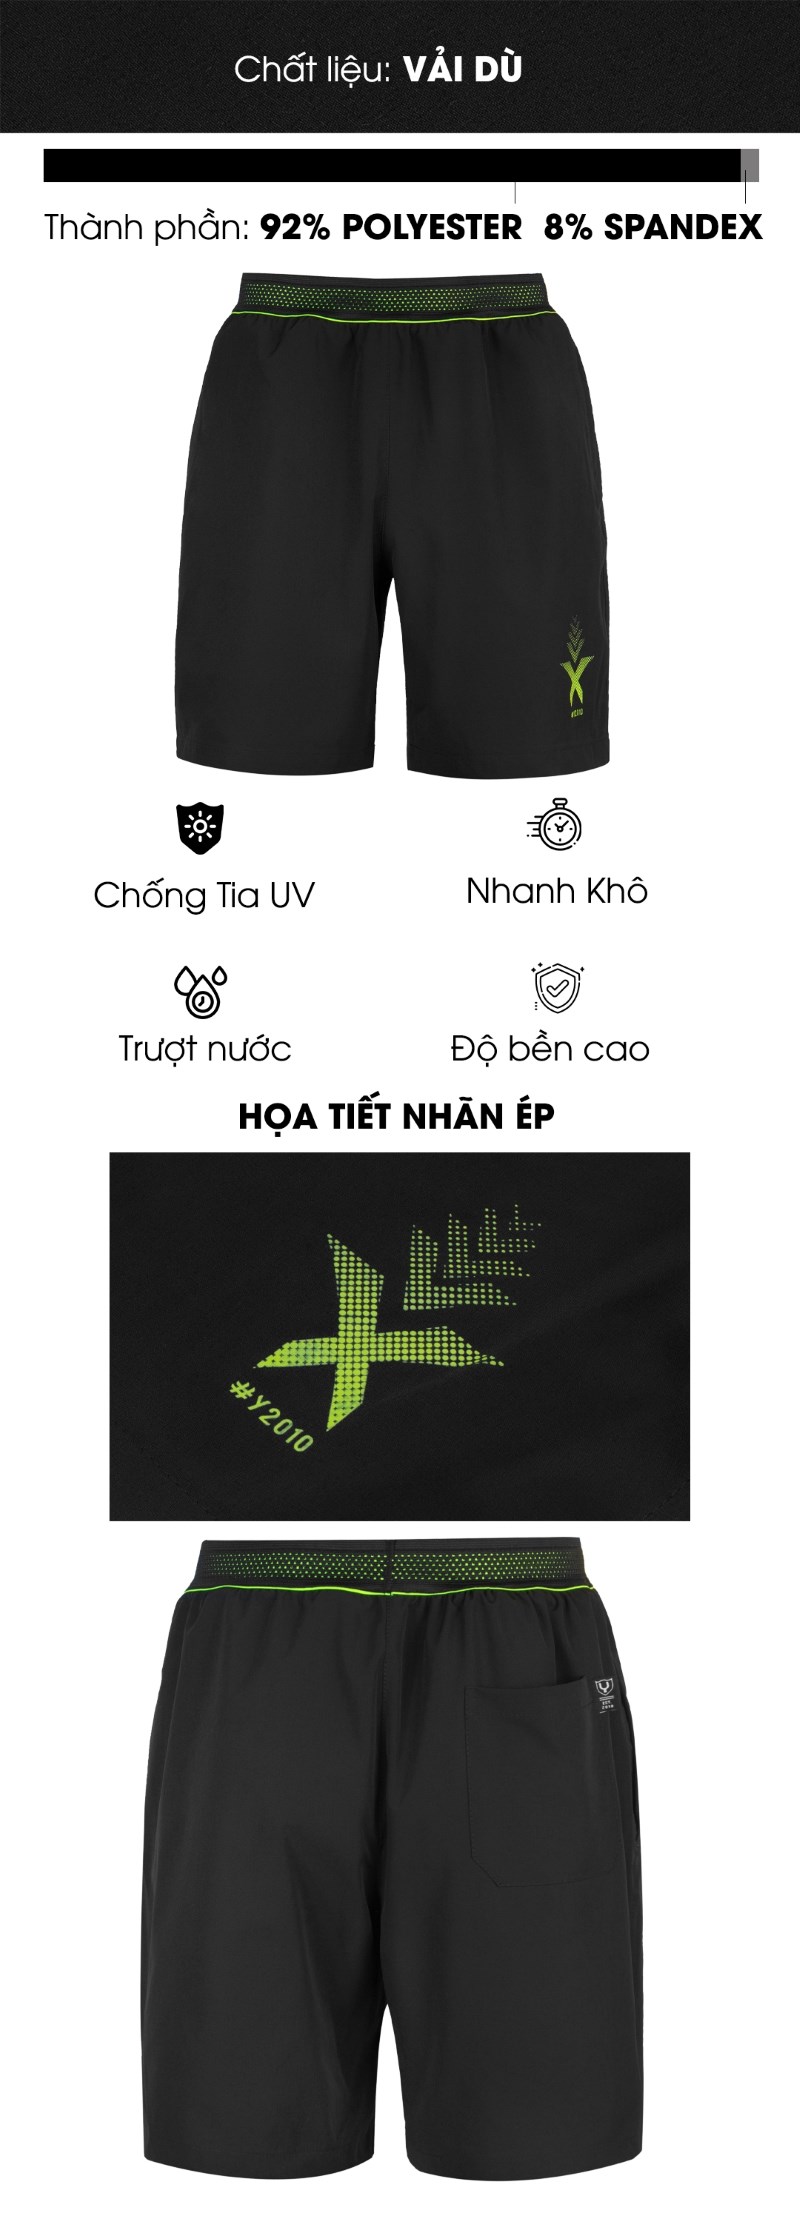 Chất liệu: VẢI DÙ
Thành phần: 92% POLYESTER 8% SPANDEX
Chống Tia UV
Nhanh Khô
Trượt nước
Độ bền cao
HỌA TIẾT NHÃN ÉP
#Y2010